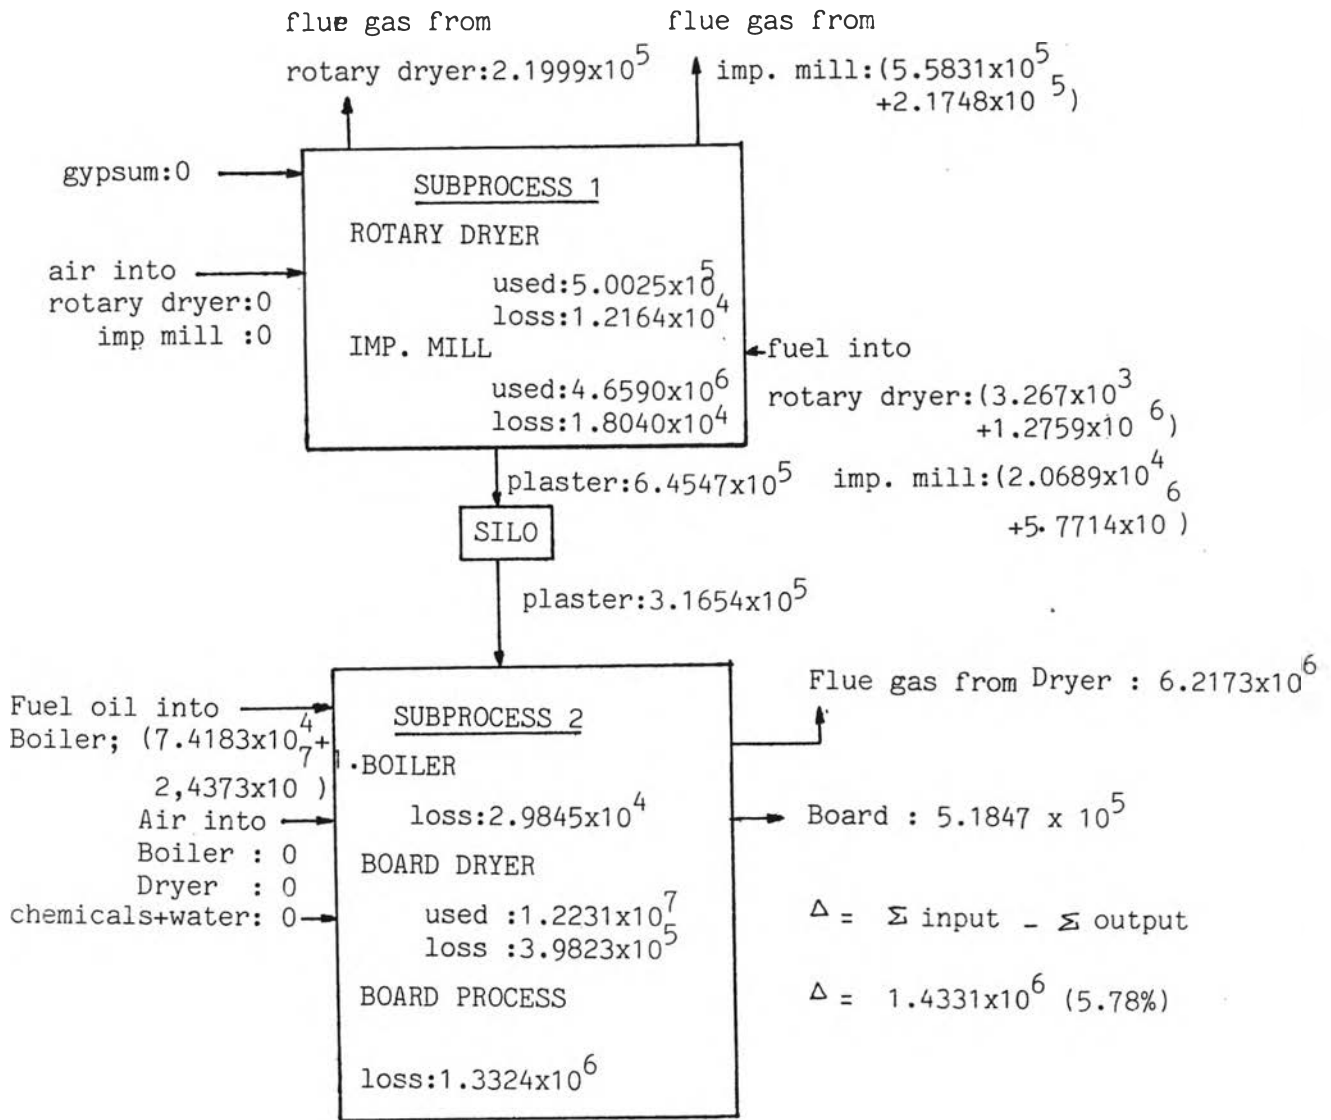 flue gas from
rotary dryer:2.1999x10^5
flue gas from
imp. mill:(5.5831x10^5
+2.1748x10^5)
gypsum:0
air into
rotary dryer:0
imp mill :0
SUBPROCESS 1
ROTARY DRYER
used:5.0025x10^5
loss:1.2164x10^4
IMP. MILL
used:4.6590x10^6
loss:1.8040x10^4
fuel into
rotary dryer:(3.267x10^3
+1.2759x10^6)
imp. mill:(2.0689x10^4
+5.7714x10^6)
plaster:6.4547x10^5
SILO
plaster:3.1654x10^5
Fuel oil into
Boiler; (7.4183x10^4+
2,4373x10^7)
Air into
Boiler : 0
Dryer : 0
chemicals+water: 0
SUBPROCESS 2
BOILER
loss:2.9845x10^4
BOARD DRYER
used :1.2231x10^7
loss :3.9823x10^5
BOARD PROCESS
loss:1.3324x10^6
Flue gas from Dryer : 6.2173x10^6
Board : 5.1847 x 10^5
Δ = Σ input - Σ output
Δ = 1.4331x10^6 (5.78%)